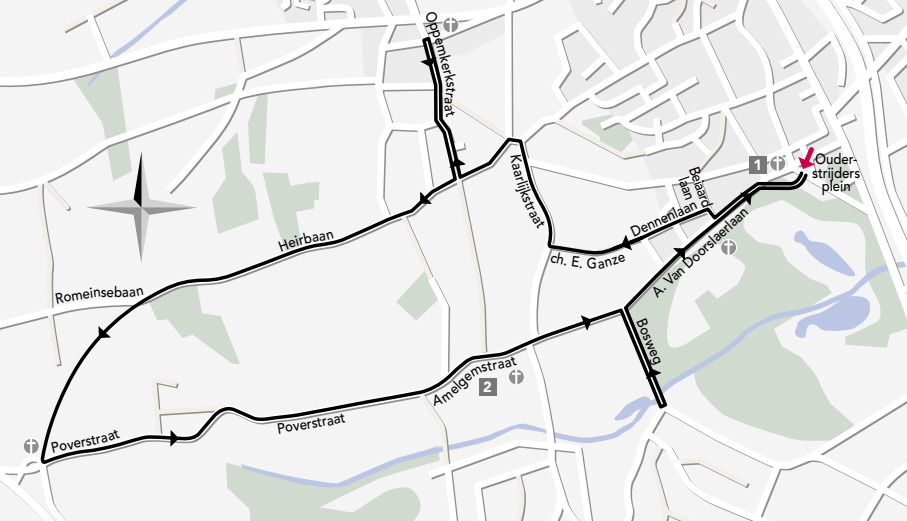 Oppemkerkstraat
1
Ouder-
strijders
plein
Kaarlijkstraat
Belaard-
laan
Dennenlaan
A. Van Doorslaerlaan
Heirbaan
ch. E. Ganze
Romeinsebaan
Bosweg
Amelgemstraat
2
Poverstraat
Poverstraat